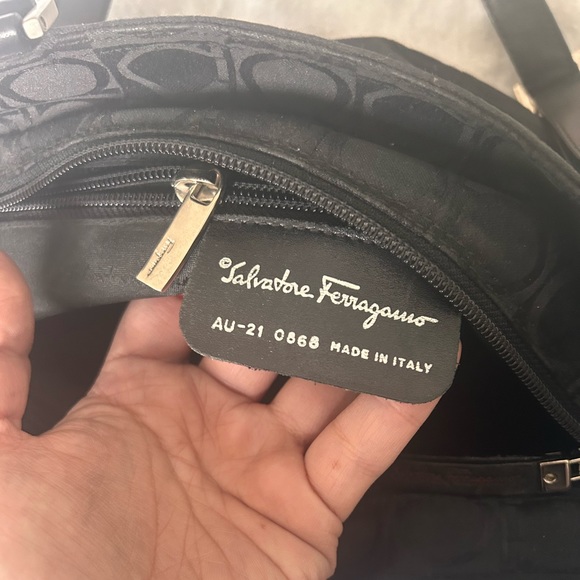 ©Salvatore Ferragamo
AU-21 0868 MADE IN ITALY